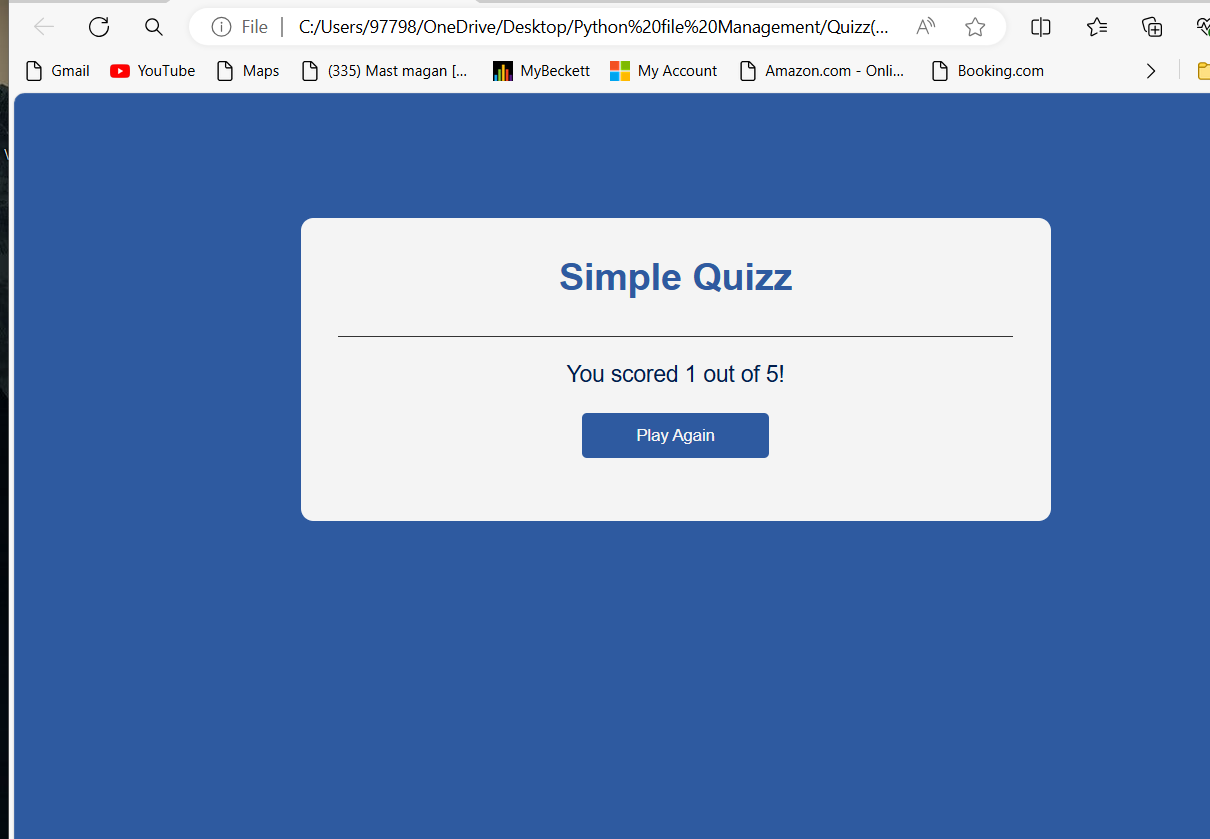 File | C:/Users/97798/OneDrive/Desktop/Python%20file%20Management/Quizz(...
Gmail YouTube Maps (335) Mast magan [... MyBeckett My Account Amazon.com - Onli... Booking.com
Simple Quizz
You scored 1 out of 5!
Play Again